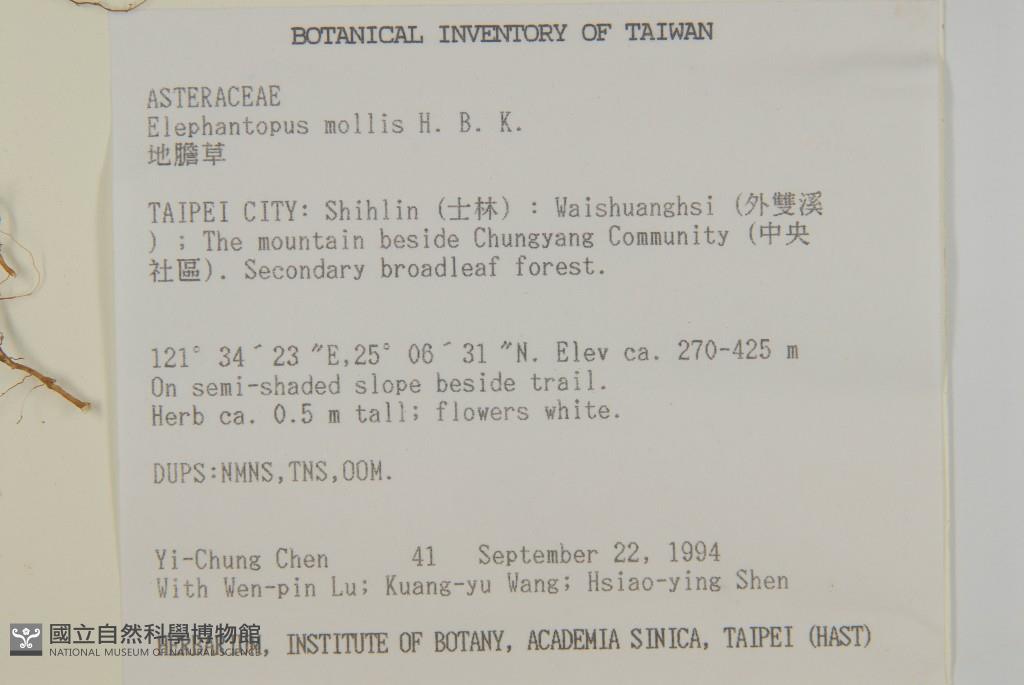 BOTANICAL INVENTORY OF TAIWAN
ASTERACEAE
Elephantopus mollis H. B. K.
地膽草
TAIPEI CITY: Shihlin (士林) : Waishuanghsi (外雙溪
) ; The mountain beside Chungyang Community (中央
社區). Secondary broadleaf forest.
121° 34´23 ″E,25° 06´31 ″N. Elev ca. 270-425 m
On semi-shaded slope beside trail.
Herb ca. 0.5 m tall; flowers white.
DUPS:NMNS,TNS,OOM.
Yi-Chung Chen 41 September 22, 1994
With Wen-pin Lu; Kuang-yu Wang; Hsiao-ying Shen
HERBARIUM, INSTITUTE OF BOTANY, ACADEMIA SINICA, TAIPEI (HAST)
國立自然科學博物館
NATIONAL MUSEUM OF NATURAL SCIENCE